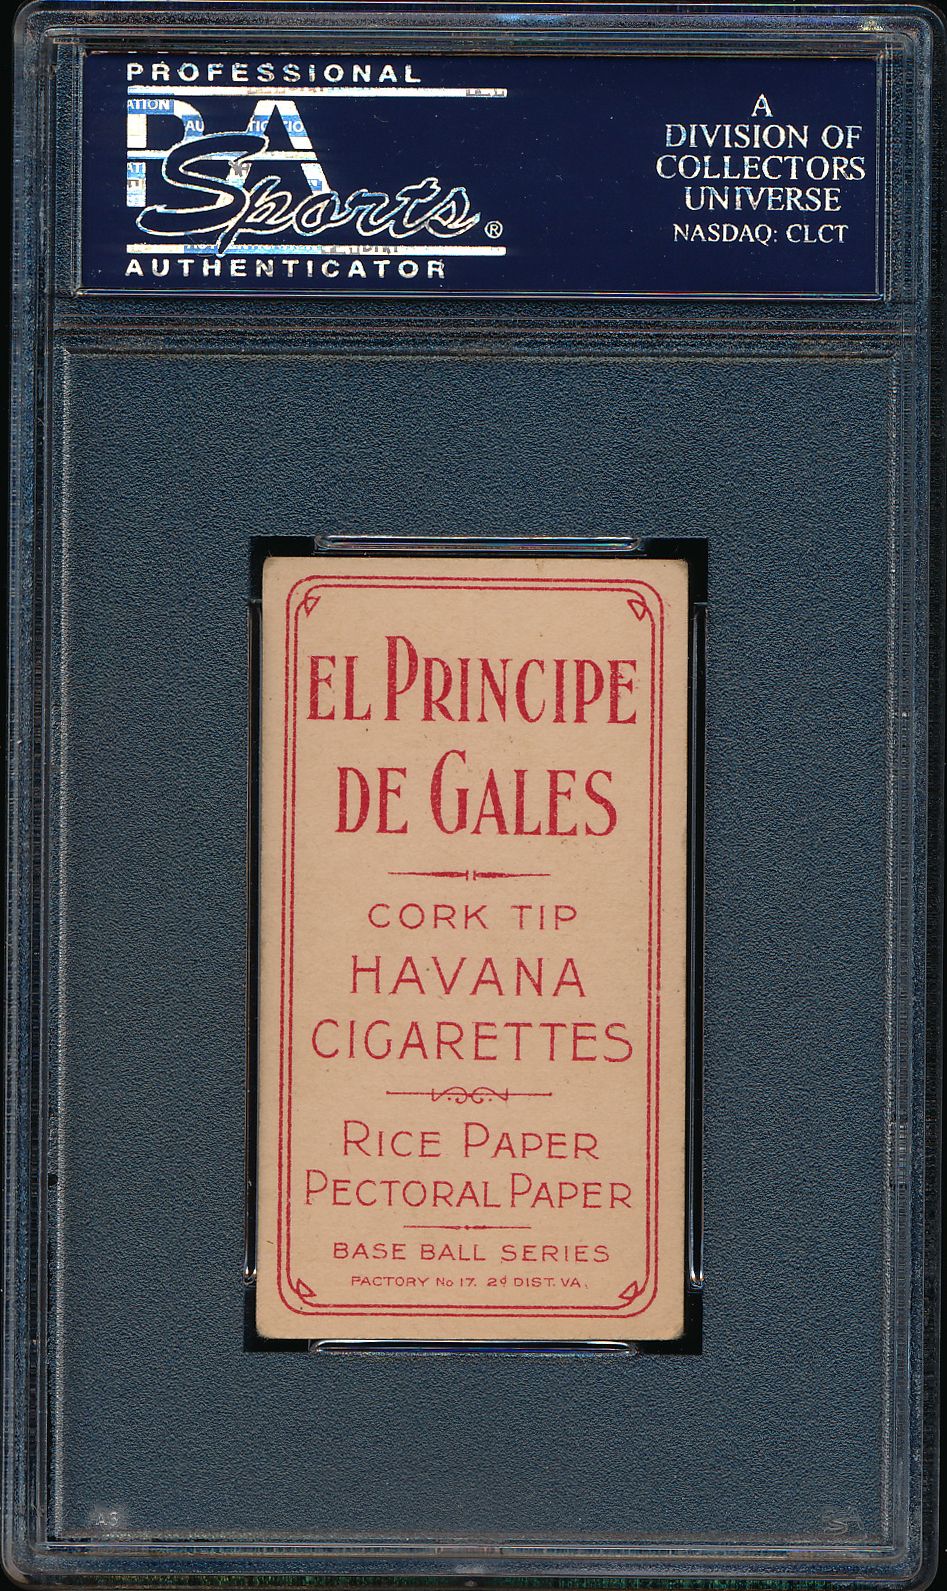 PROFESSIONAL
PSA
Sports®
AUTHENTICATOR
A
DIVISION OF
COLLECTORS
UNIVERSE
NASDAQ: CLCT
EL PRINCIPE
DE GALES
CORK TIP
HAVANA
CIGARETTES
RICE PAPER
PECTORAL PAPER
BASE BALL SERIES
FACTORY No 17. 2d DIST. VA.